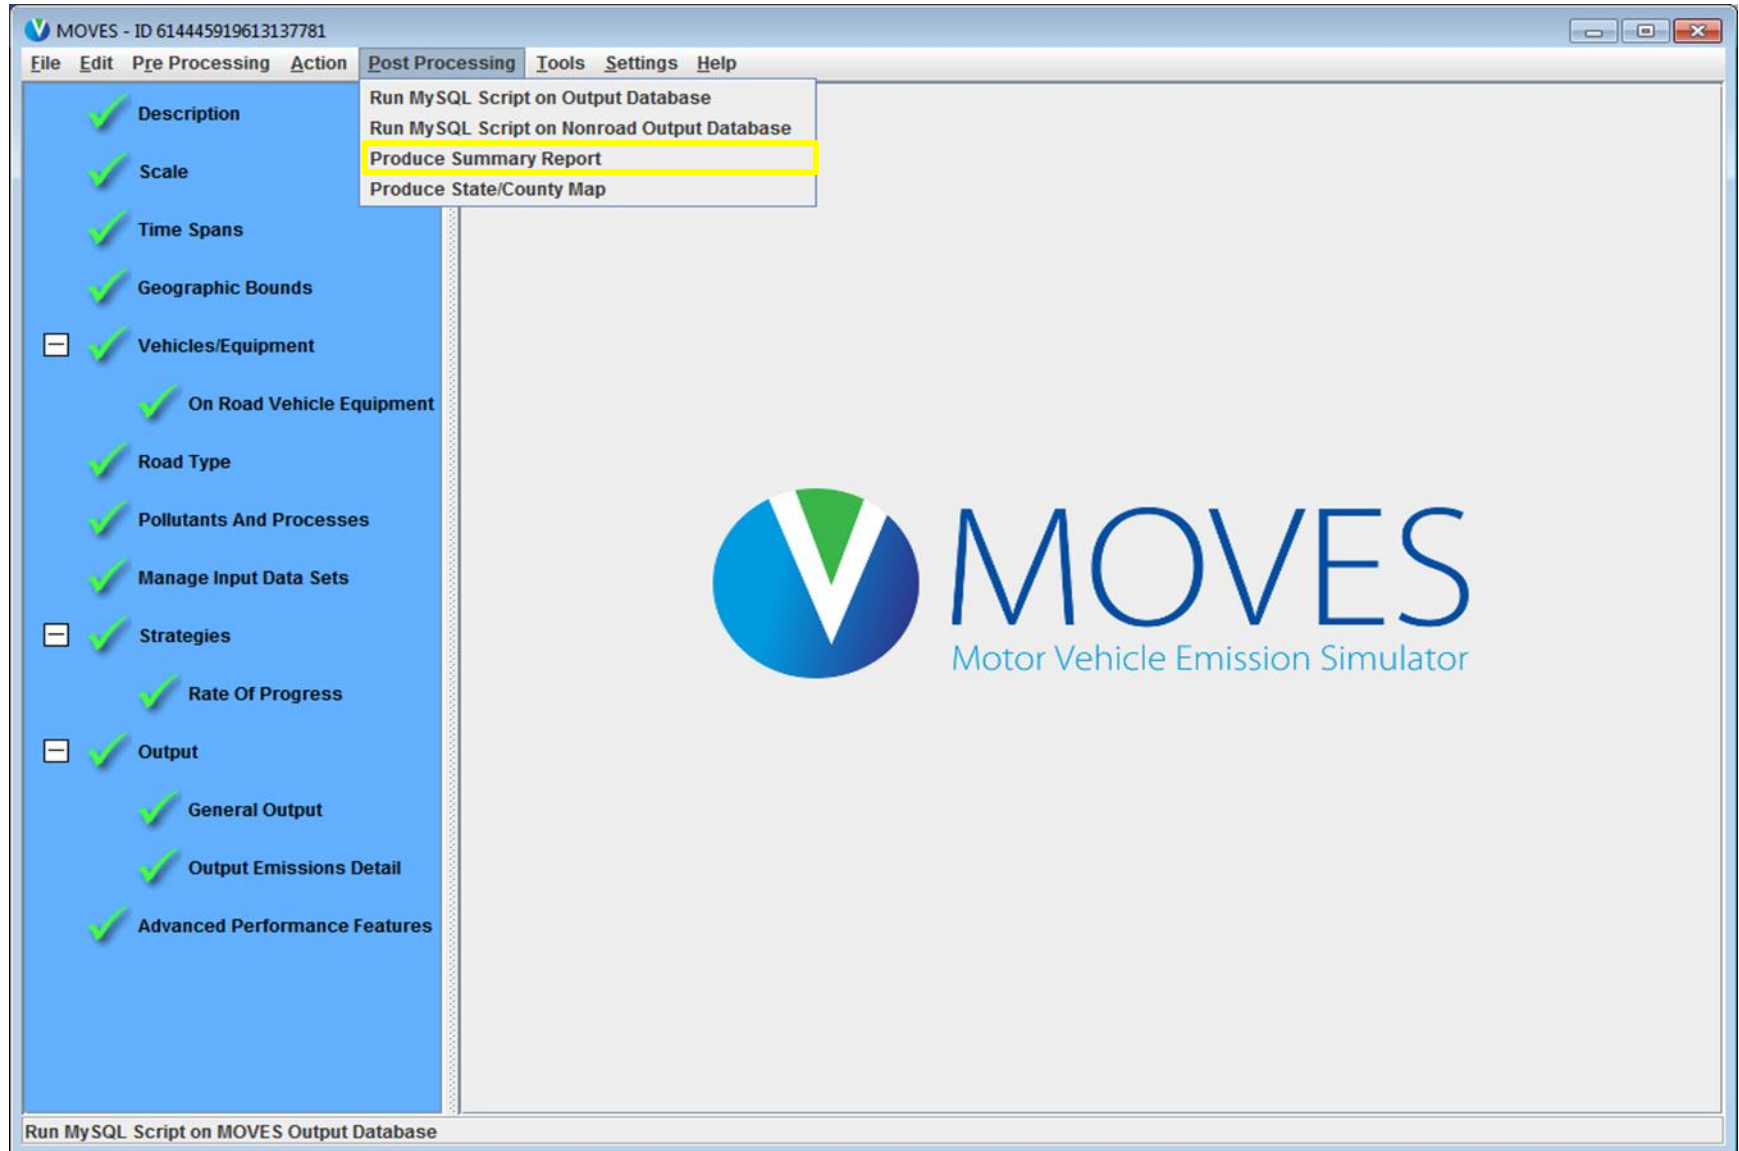 MOVES - ID 614445919613137781
File Edit Pre Processing Action Post Processing Tools Settings Help
Run MySQL Script on Output Database
Run MySQL Script on Nonroad Output Database
Produce Summary Report
Produce State/County Map
Description
Scale
Time Spans
Geographic Bounds
Vehicles/Equipment
On Road Vehicle Equipment
Road Type
Pollutants And Processes
Manage Input Data Sets
Strategies
Rate Of Progress
Output
General Output
Output Emissions Detail
Advanced Performance Features
MOVES
Motor Vehicle Emission Simulator
Run MySQL Script on MOVES Output Database